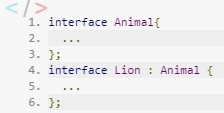 </>
1. interface Animal{
2. ...
3. };
4. interface Lion : Animal {
5. ...
6. };